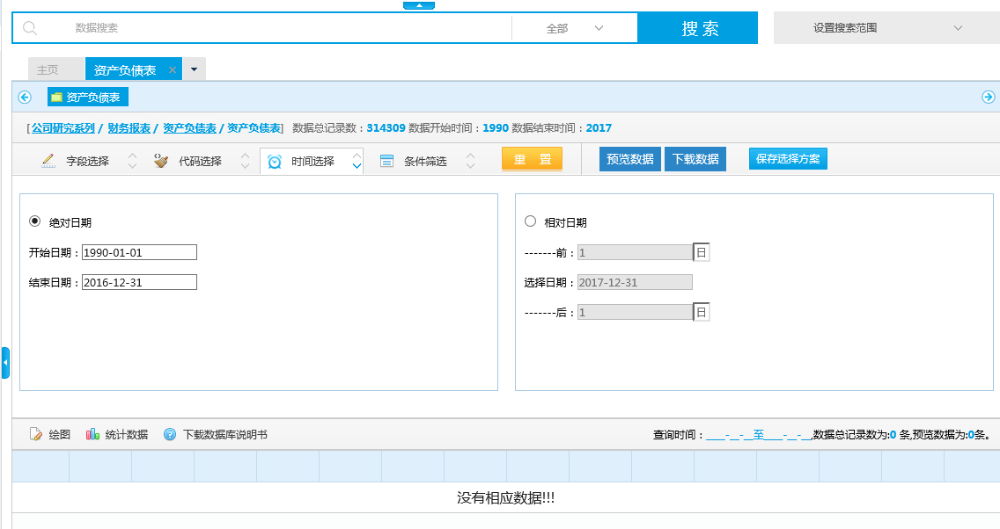 数据搜索 全部 搜 索 设置搜索范围
主页 资产负债表 ×
资产负债表
[公司研究系列 / 财务报表 / 资产负债表 / 资产负债表] 数据总记录数：314309 数据开始时间：1990 数据结束时间：2017
字段选择 代码选择 时间选择 条件筛选 重 置 预览数据 下载数据 保存选择方案
绝对日期
开始日期：1990-01-01
结束日期：2016-12-31
相对日期
-------前：1 日
选择日期：2017-12-31
-------后：1 日
绘图 统计数据 下载数据库说明书 查询时间：____-__-__至____-__-__,数据总记录数为:0 条,预览数据为:0条。
没有相应数据!!!